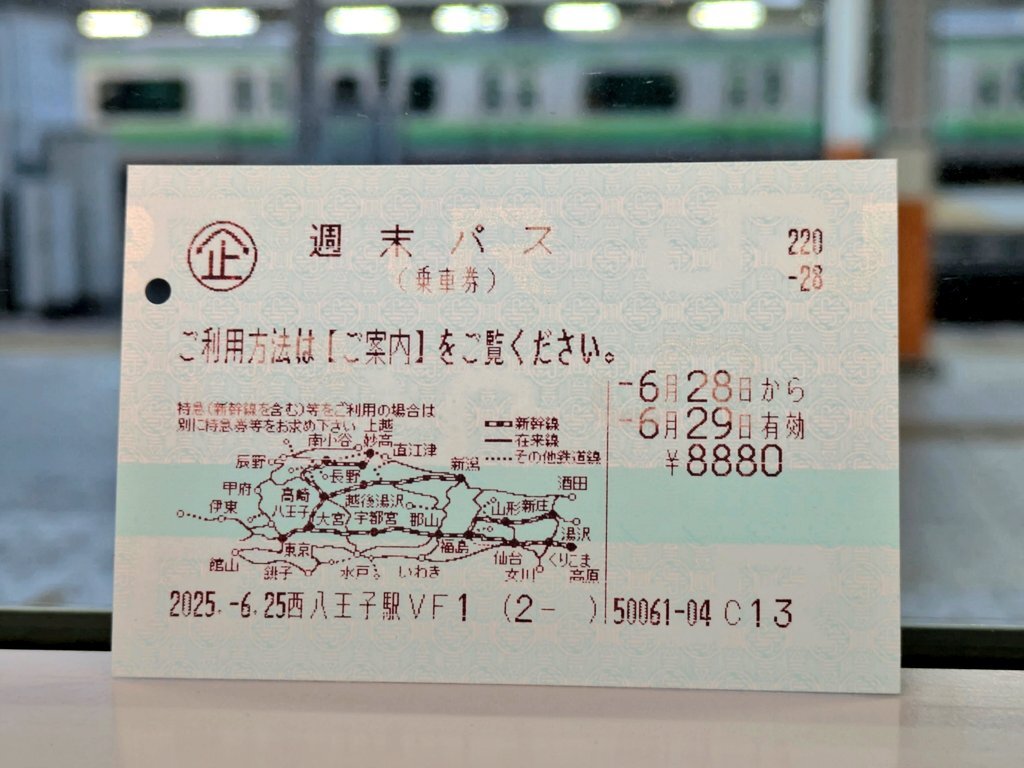 企 週末パス 220
(乗車券) -28
ご利用方法は【ご案内】をご覧ください。
-6月28日から
-6月29日有効
¥8880
特急(新幹線を含む)等をご利用の場合は
別に特急券等をお求め下さい
新幹線
在来線
その他鉄道線
上越
南小谷 妙高 直江津
辰野 長野 新潟
甲府 高崎 越後湯沢 山形 新庄 酒田
伊東 八王子 大宮 宇都宮 郡山 湯沢
東京 福島 仙台 くりこま
館山 銚子 水戸 いわき 女川 高原
2025.-6.25西八王子駅VF1 (2- ) 50061-04 C13